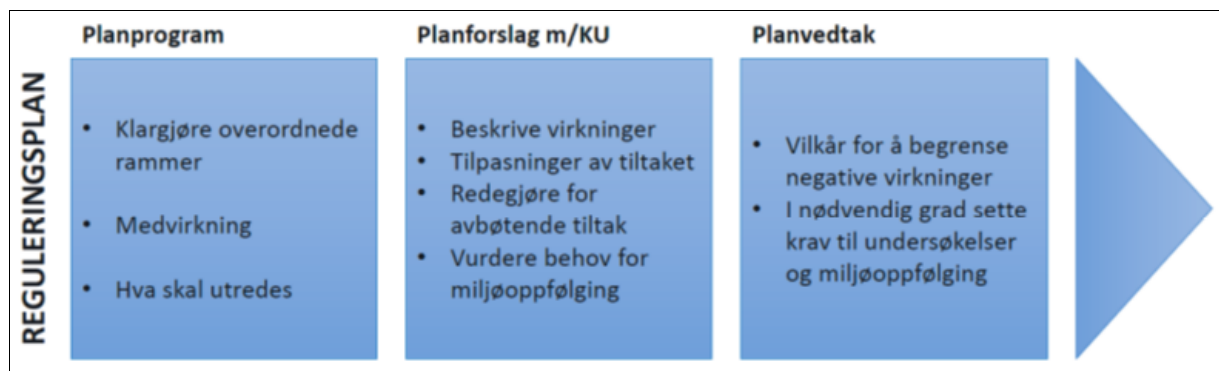 REGULERINGSPLAN
Planprogram
• Klargjøre overordnede
rammer
• Medvirkning
• Hva skal utredes
Planforslag m/KU
• Beskrive virkninger
• Tilpasninger av tiltaket
• Redegjøre for
avbøtende tiltak
• Vurdere behov for
miljøoppfølging
Planvedtak
• Vilkår for å begrense
negative virkninger
• I nødvendig grad sette
krav til undersøkelser
og miljøoppfølging